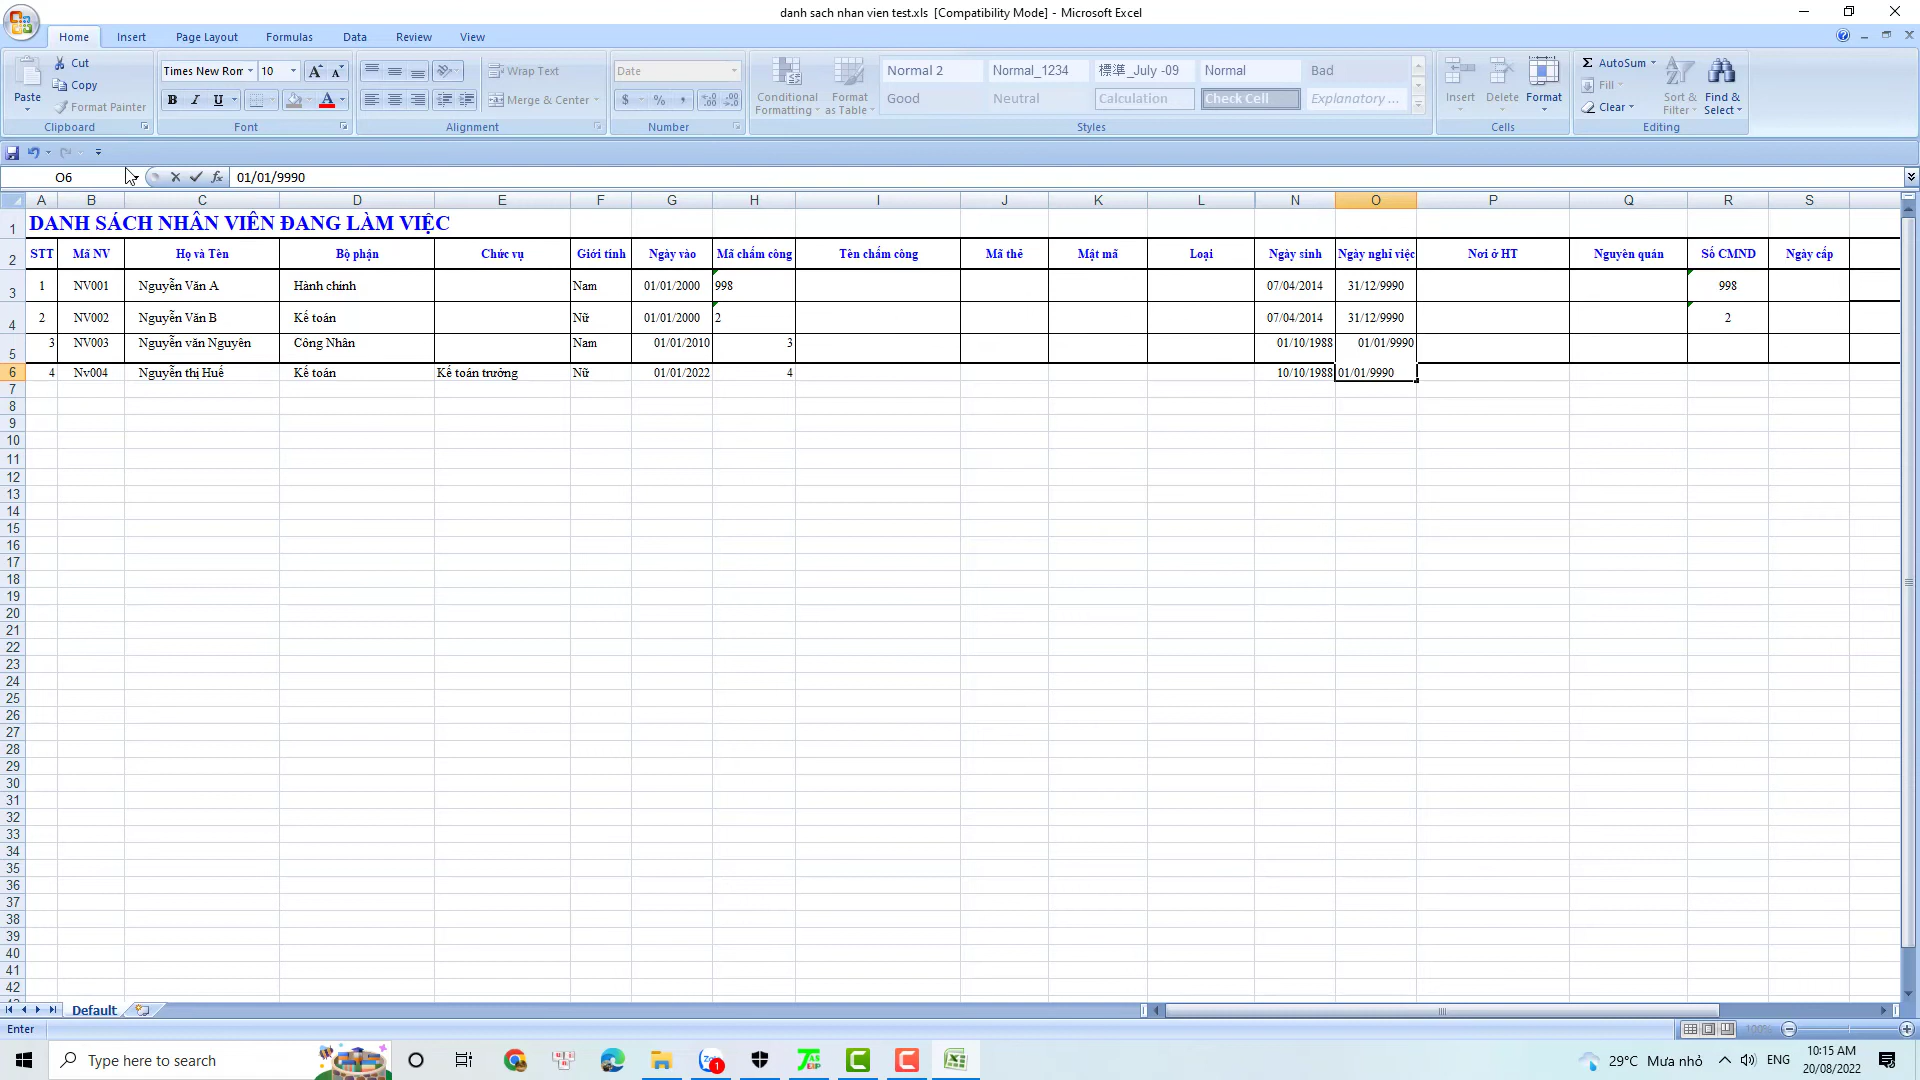 danh sach nhan vien test.xls [Compatibility Mode] - Microsoft Excel
Home Insert Page Layout Formulas Data Review View
Paste Cut Copy Format Painter Clipboard
Times New Ron 10 B I U Font
Wrap Text Merge & Center Alignment
Date $ % , Number
Conditional Formatting Format as Table
Normal 2 Normal_1234 標準_July -09 Normal Bad
Good Neutral Calculation Check Cell Explanatory ...
Styles
Insert Delete Format Cells
Σ AutoSum Fill Clear Sort & Filter Find & Select Editing
O6 fx 01/01/9990
A B C D E F G H I J K L N O P Q R S
1 DANH SÁCH NHÂN VIÊN ĐANG LÀM VIỆC
2 STT Mã NV Họ và Tên Bộ phận Chức vụ Giới tính Ngày vào Mã chấm công Tên chấm công Mã thẻ Mật mã Loại Ngày sinh Ngày nghỉ việc Nơi ở HT Nguyên quán Số CMND Ngày cấp
3 1 NV001 Nguyễn Văn A Hành chính Nam 01/01/2000 998 07/04/2014 31/12/9990 998
4 2 NV002 Nguyễn Văn B Kế toán Nữ 01/01/2000 2 07/04/2014 31/12/9990 2
5 3 NV003 Nguyễn văn Nguyên Công Nhân Nam 01/01/2010 3 01/10/1988 01/01/9990
6 4 Nv004 Nguyễn thị Huế Kế toán Kế toán trưởng Nữ 01/01/2022 4 10/10/1988 01/01/9990
7
8
9
10
11
12
13
14
15
16
17
18
19
20
21
22
23
24
25
26
27
28
29
30
31
32
33
34
35
36
37
38
39
40
41
42
Default
Enter 100%
Type here to search 1 29°C Mưa nhỏ ENG 10:15 AM
20/08/2022